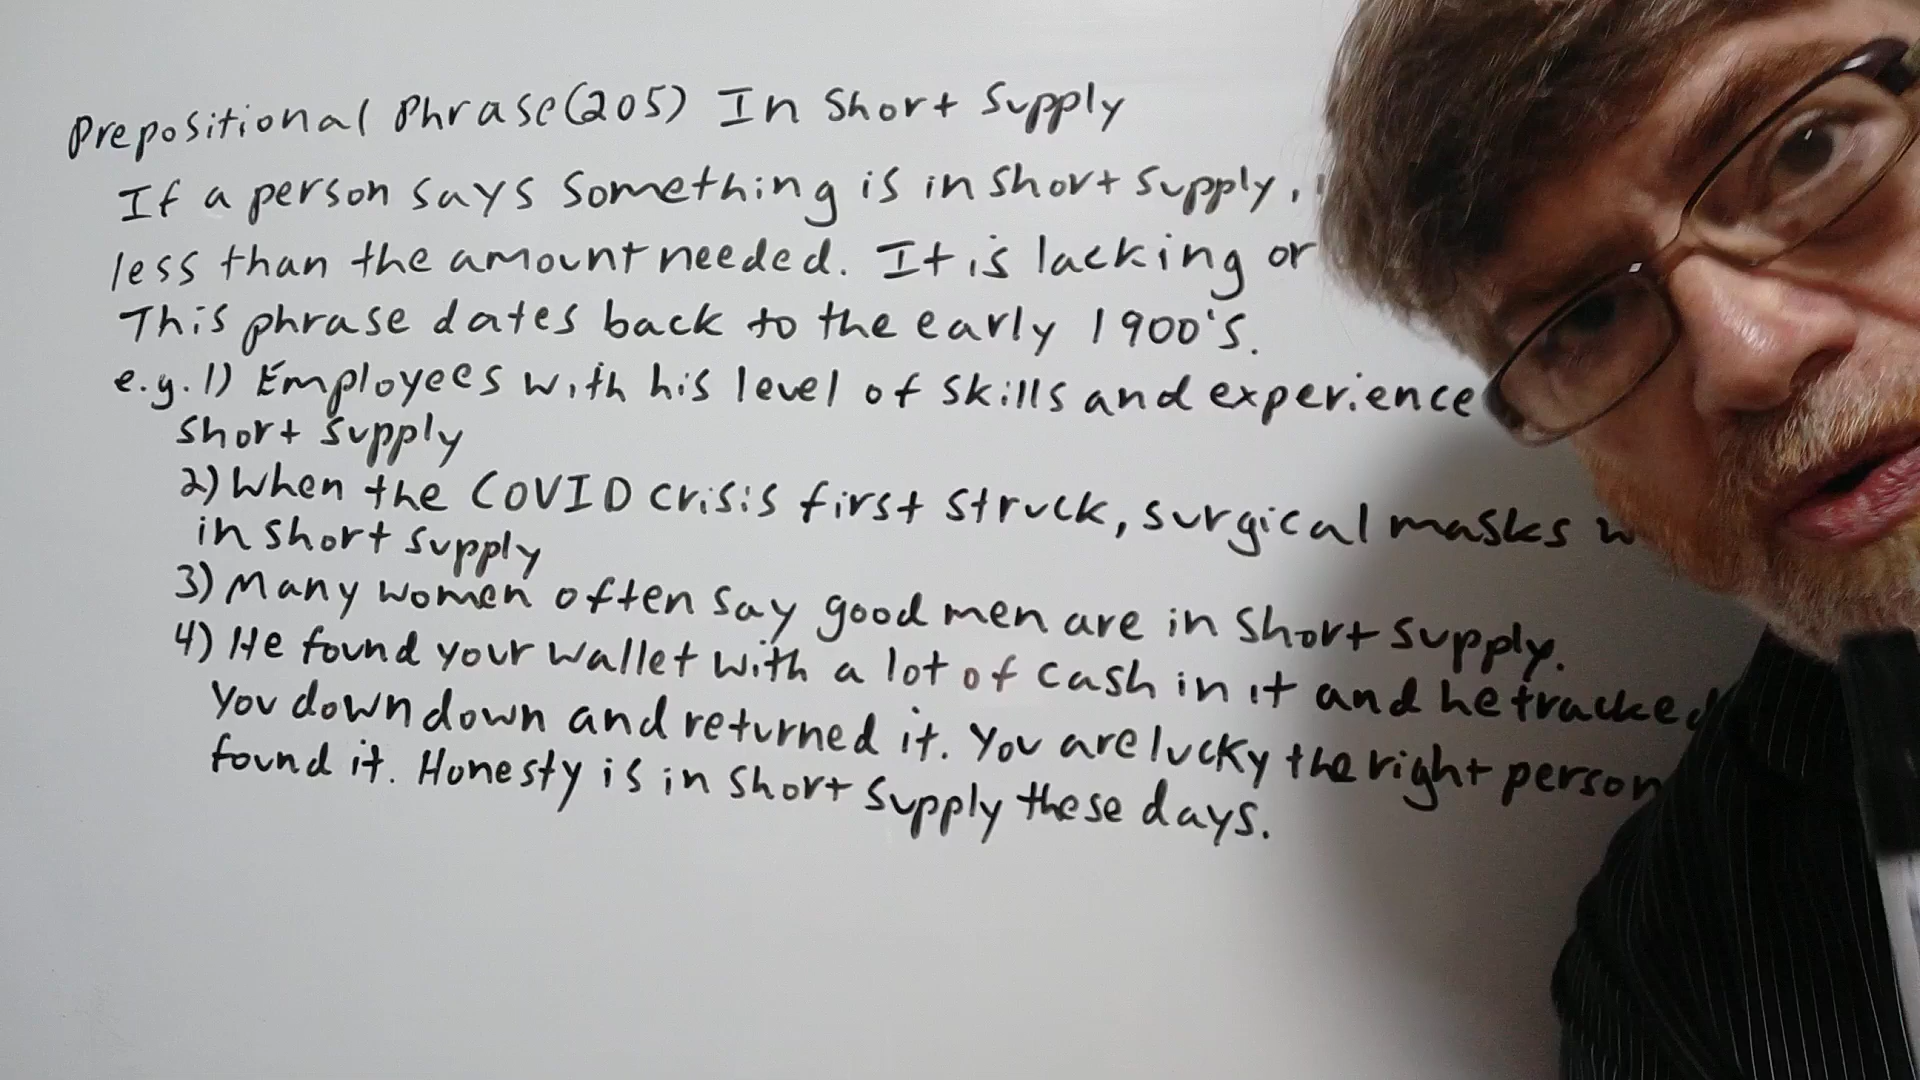 Prepositional Phrase (205) In Short Supply
If a person says something is in short supply,
less than the amount needed. It is lacking or
This phrase dates back to the early 1900's.
e.g. 1) Employees with his level of skills and experience
short supply
2) When the COVID crisis first struck, surgical masks
in short supply
3) Many women often say good men are in short supply.
4) He found your wallet with a lot of cash in it and he tracked
you down down and returned it. You are lucky the right person
found it. Honesty is in short supply these days.